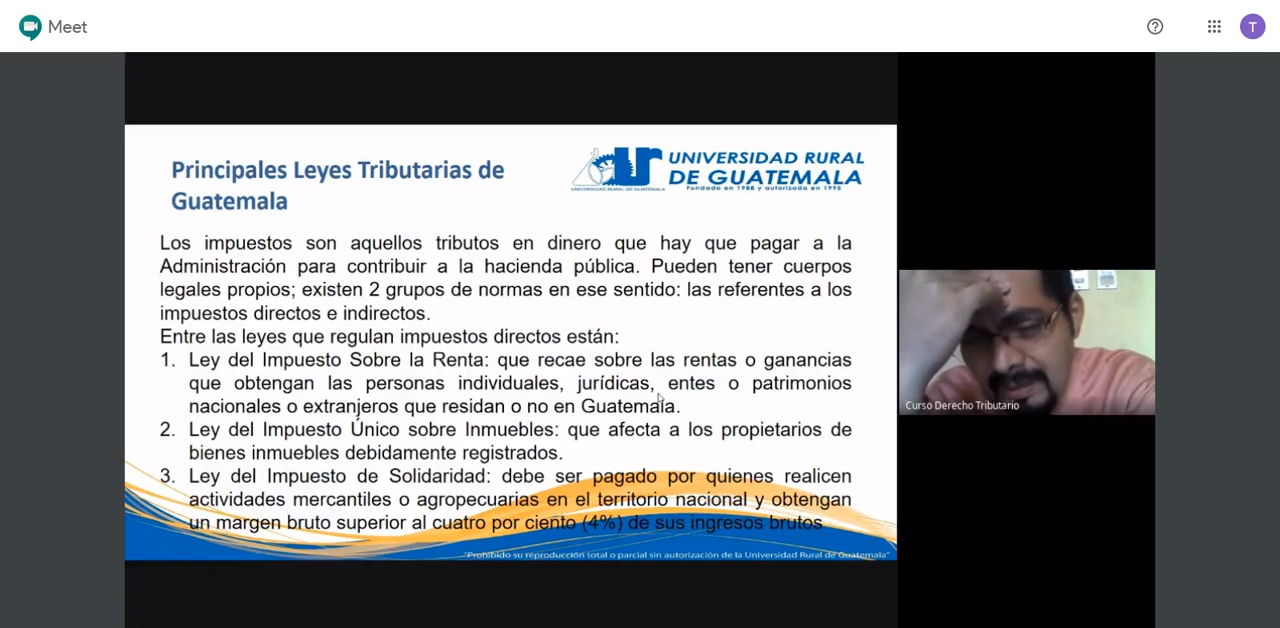 Meet
T
Principales Leyes Tributarias de
Guatemala
ur
UNIVERSIDAD RURAL
DE GUATEMALA
UNIVERSIDAD RURAL DE GUATEMALA
Fundada en 1988 y autorizada en 1995
Los impuestos son aquellos tributos en dinero que hay que pagar a la
Administración para contribuir a la hacienda pública. Pueden tener cuerpos
legales propios; existen 2 grupos de normas en ese sentido: las referentes a los
impuestos directos e indirectos.
Entre las leyes que regulan impuestos directos están:
1. Ley del Impuesto Sobre la Renta: que recae sobre las rentas o ganancias
que obtengan las personas individuales, jurídicas, entes o patrimonios
nacionales o extranjeros que residan o no en Guatemala.
2. Ley del Impuesto Único sobre Inmuebles: que afecta a los propietarios de
bienes inmuebles debidamente registrados.
3. Ley del Impuesto de Solidaridad: debe ser pagado por quienes realicen
actividades mercantiles o agropecuarias en el territorio nacional y obtengan
un margen bruto superior al cuatro por ciento (4%) de sus ingresos brutos
"Prohibido su reproducción total o parcial sin autorización de la Universidad Rural de Guatemala"
Curso Derecho Tributario